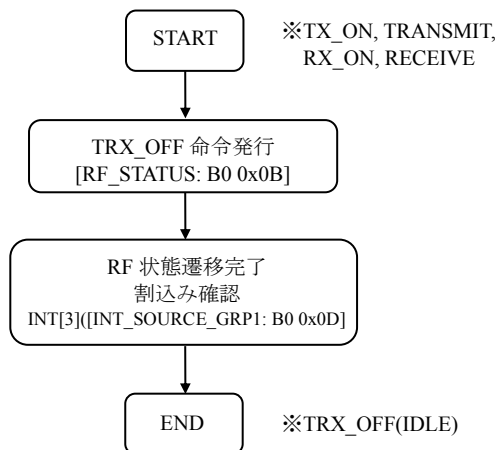 START
※TX_ON, TRANSMIT,
RX_ON, RECEIVE
TRX_OFF 命令発行
[RF_STATUS: B0 0x0B]
RF 状態遷移完了
割込み確認
INT[3]([INT_SOURCE_GRP1: B0 0x0D]
END
※TRX_OFF(IDLE)